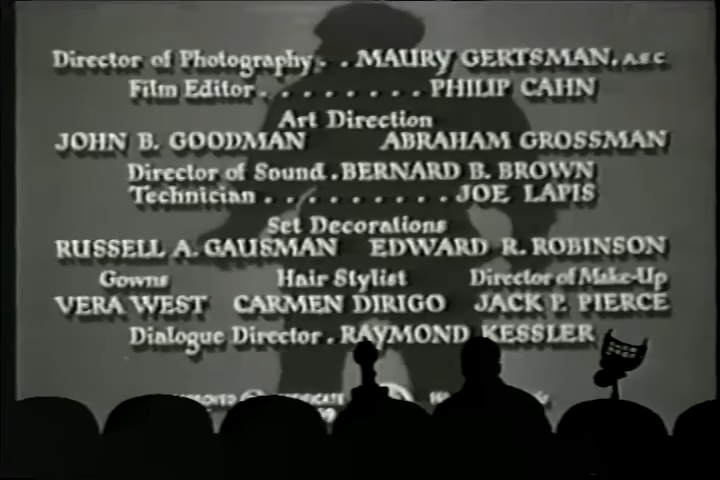 Director of Photography . . MAURY GERTSMAN, A.S.C.
Film Editor . . . . . . . . PHILIP CAHN
Art Direction
JOHN B. GOODMAN ABRAHAM GROSSMAN
Director of Sound . BERNARD B. BROWN
Technician . . . . . . . . . JOE LAPIS
Set Decorations
RUSSELL A. GAUSMAN EDWARD R. ROBINSON
Gowns Hair Stylist Director of Make-Up
VERA WEST CARMEN DIRIGO JACK P. PIERCE
Dialogue Director . RAYMOND KESSLER